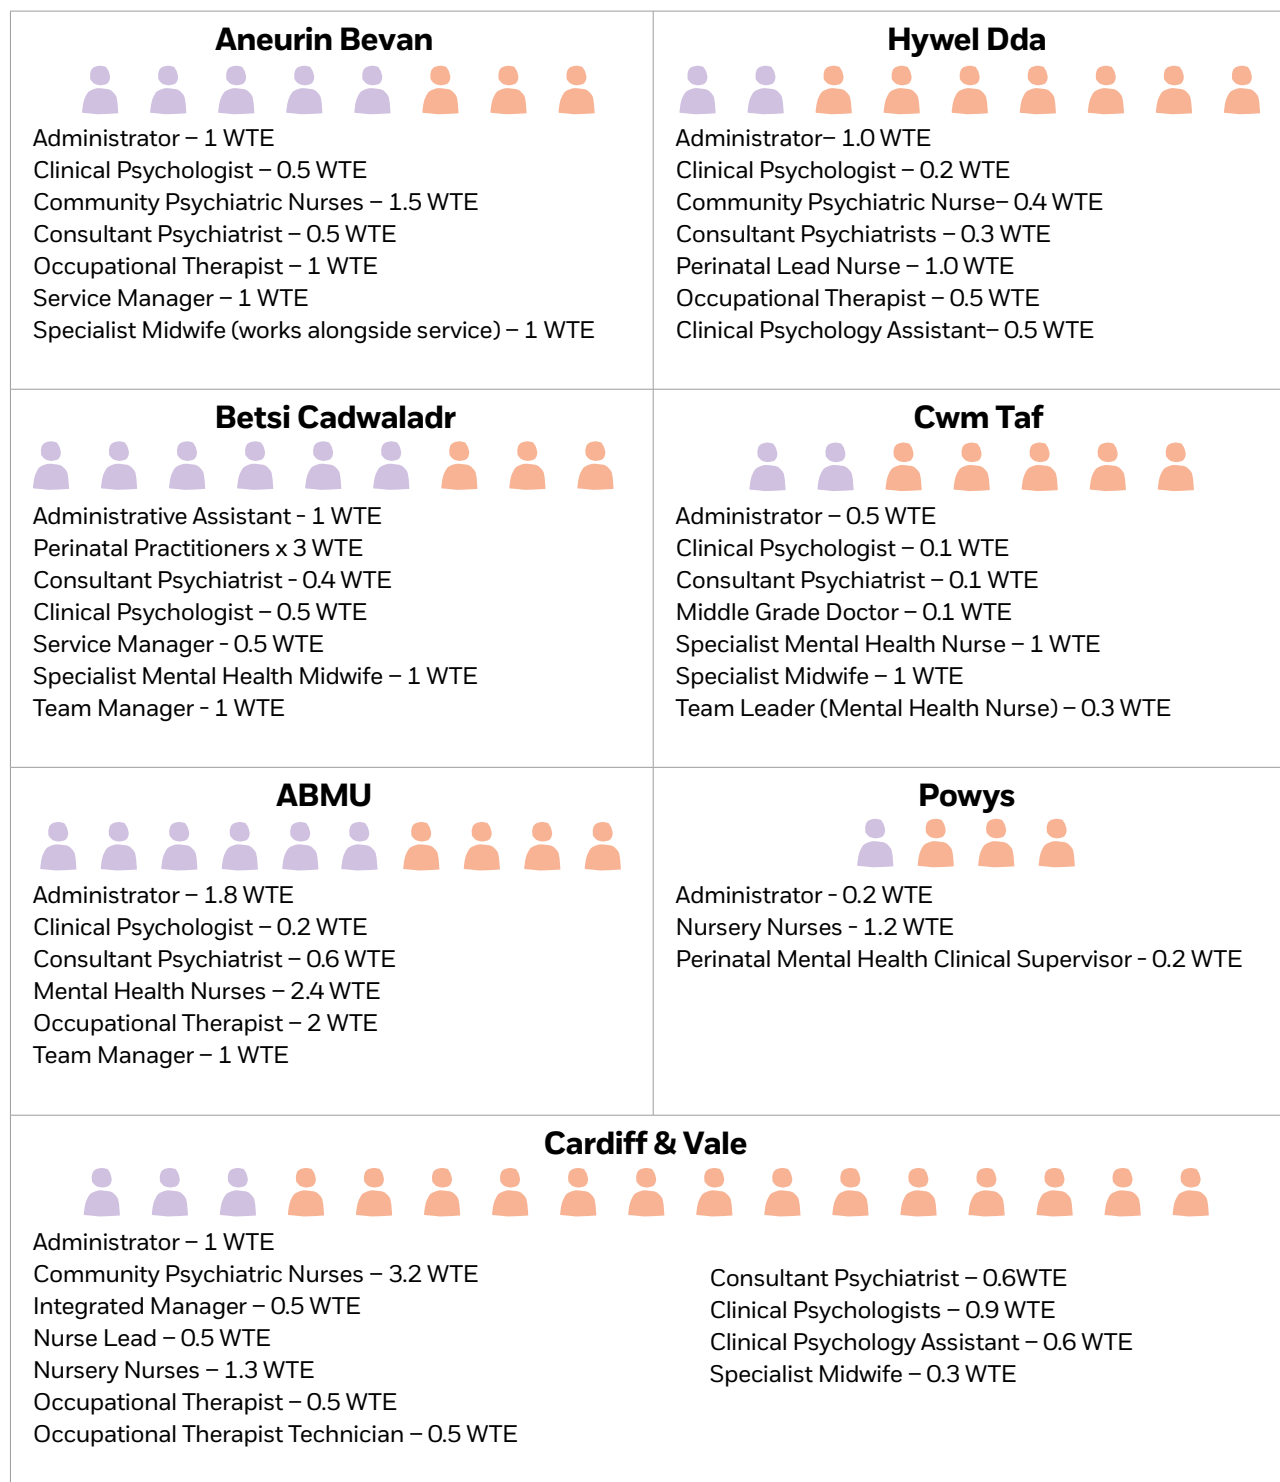 Aneurin Bevan
Administrator – 1 WTE
Clinical Psychologist – 0.5 WTE
Community Psychiatric Nurses – 1.5 WTE
Consultant Psychiatrist – 0.5 WTE
Occupational Therapist – 1 WTE
Service Manager – 1 WTE
Specialist Midwife (works alongside service) – 1 WTE
Hywel Dda
Administrator– 1.0 WTE
Clinical Psychologist – 0.2 WTE
Community Psychiatric Nurse– 0.4 WTE
Consultant Psychiatrists – 0.3 WTE
Perinatal Lead Nurse – 1.0 WTE
Occupational Therapist – 0.5 WTE
Clinical Psychology Assistant– 0.5 WTE
Betsi Cadwaladr
Administrative Assistant - 1 WTE
Perinatal Practitioners x 3 WTE
Consultant Psychiatrist - 0.4 WTE
Clinical Psychologist – 0.5 WTE
Service Manager - 0.5 WTE
Specialist Mental Health Midwife – 1 WTE
Team Manager - 1 WTE
Cwm Taf
Administrator – 0.5 WTE
Clinical Psychologist – 0.1 WTE
Consultant Psychiatrist – 0.1 WTE
Middle Grade Doctor – 0.1 WTE
Specialist Mental Health Nurse – 1 WTE
Specialist Midwife – 1 WTE
Team Leader (Mental Health Nurse) – 0.3 WTE
ABMU
Administrator – 1.8 WTE
Clinical Psychologist – 0.2 WTE
Consultant Psychiatrist – 0.6 WTE
Mental Health Nurses – 2.4 WTE
Occupational Therapist – 2 WTE
Team Manager – 1 WTE
Powys
Administrator - 0.2 WTE
Nursery Nurses - 1.2 WTE
Perinatal Mental Health Clinical Supervisor - 0.2 WTE
Cardiff & Vale
Administrator – 1 WTE
Community Psychiatric Nurses – 3.2 WTE
Integrated Manager – 0.5 WTE
Nurse Lead – 0.5 WTE
Nursery Nurses – 1.3 WTE
Occupational Therapist – 0.5 WTE
Occupational Therapist Technician – 0.5 WTE
Consultant Psychiatrist – 0.6WTE
Clinical Psychologists – 0.9 WTE
Clinical Psychology Assistant – 0.6 WTE
Specialist Midwife – 0.3 WTE